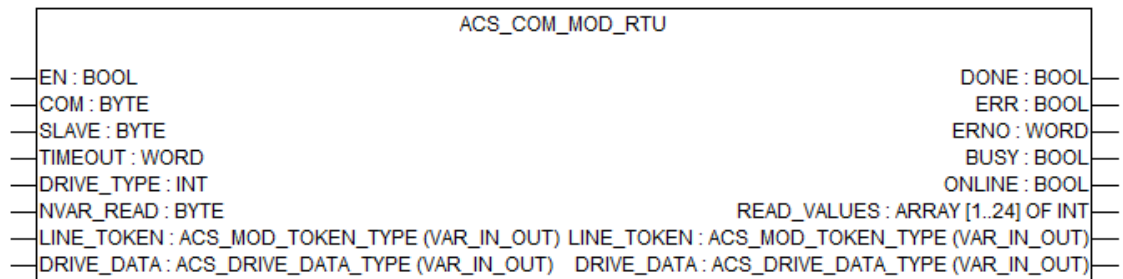 ACS_COM_MOD_RTU
EN : BOOL DONE : BOOL
COM : BYTE ERR : BOOL
SLAVE : BYTE ERNO : WORD
TIMEOUT : WORD BUSY : BOOL
DRIVE_TYPE : INT ONLINE : BOOL
NVAR_READ : BYTE READ_VALUES : ARRAY [1..24] OF INT
LINE_TOKEN : ACS_MOD_TOKEN_TYPE (VAR_IN_OUT) LINE_TOKEN : ACS_MOD_TOKEN_TYPE (VAR_IN_OUT)
DRIVE_DATA : ACS_DRIVE_DATA_TYPE (VAR_IN_OUT) DRIVE_DATA : ACS_DRIVE_DATA_TYPE (VAR_IN_OUT)